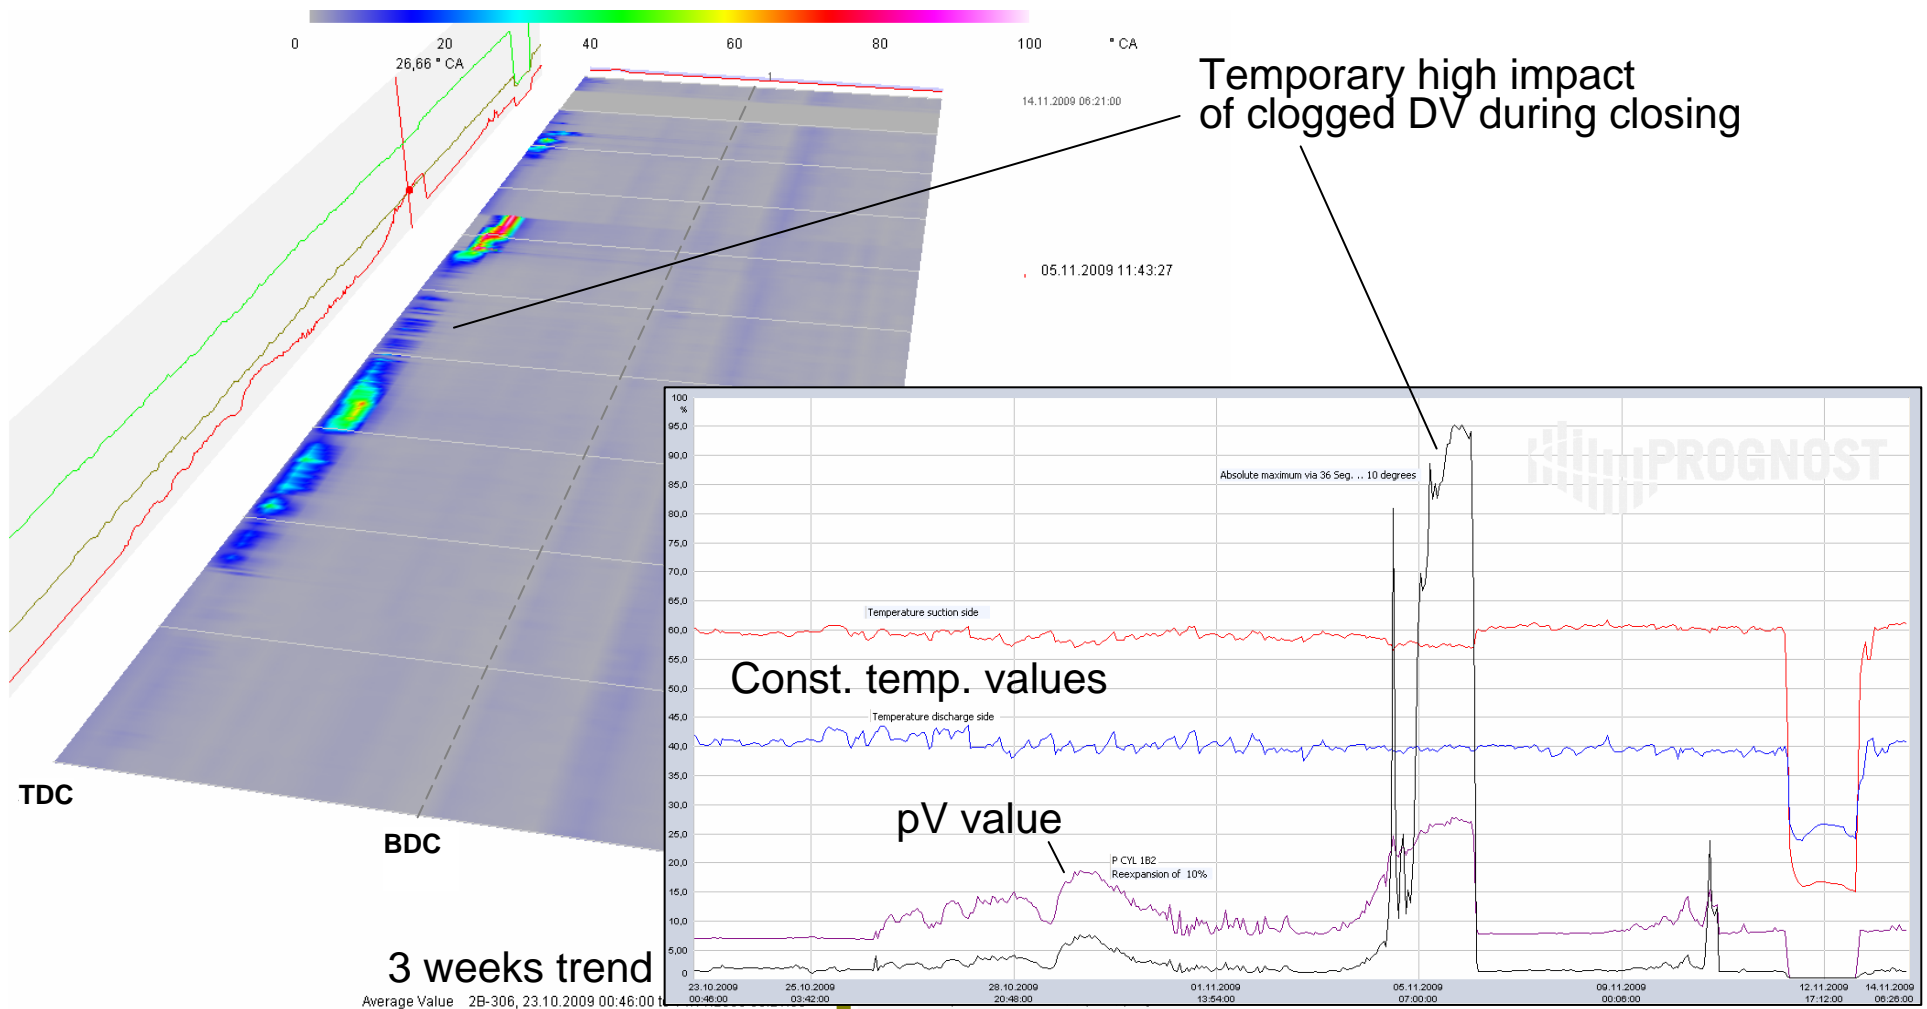 0 20 40 60 80 100 ° CA
26,66 ° CA
1
Temporary high impact
of clogged DV during closing
14.11.2009 06:21:00
05.11.2009 11:43:27
TDC
BDC
3 weeks trend
Average Value 2B-306, 23.10.2009 00:46:00
PROGNOST
100
%
95,0
90,0
85,0
80,0
75,0
70,0
65,0
60,0
55,0
50,0
45,0
40,0
35,0
30,0
25,0
20,0
15,0
10,0
5,00
0
Absolute maximum via 36 Seg. .. 10 degrees
Temperature suction side
Const. temp. values
Temperature discharge side
pV value
P CYL 1B2
Reexpansion of 10%
23.10.2009 25.10.2009 28.10.2009 01.11.2009 05.11.2009 09.11.2009 12.11.2009 14.11.2009
00:46:00 03:42:00 20:48:00 13:54:00 07:00:00 00:06:00 17:12:00 06:26:00